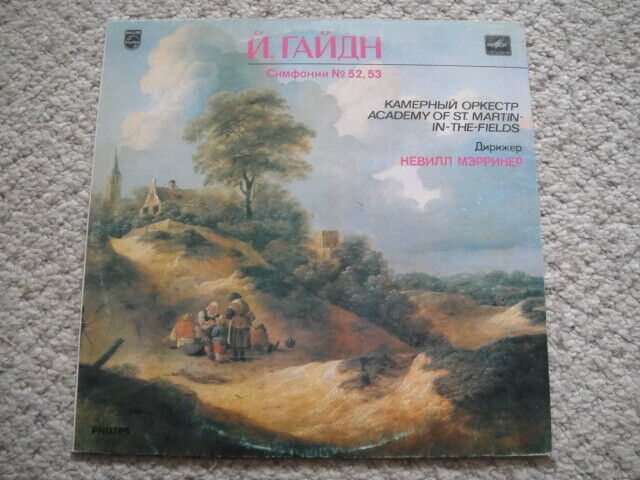 Й. ГАЙДН
Симфонии № 52, 53
КАМЕРНЫЙ ОРКЕСТР
ACADEMY OF ST. MARTIN-
IN-THE-FIELDS
Дирижер
НЕВИЛЛ МЭРРИНЕР
PHILIPS